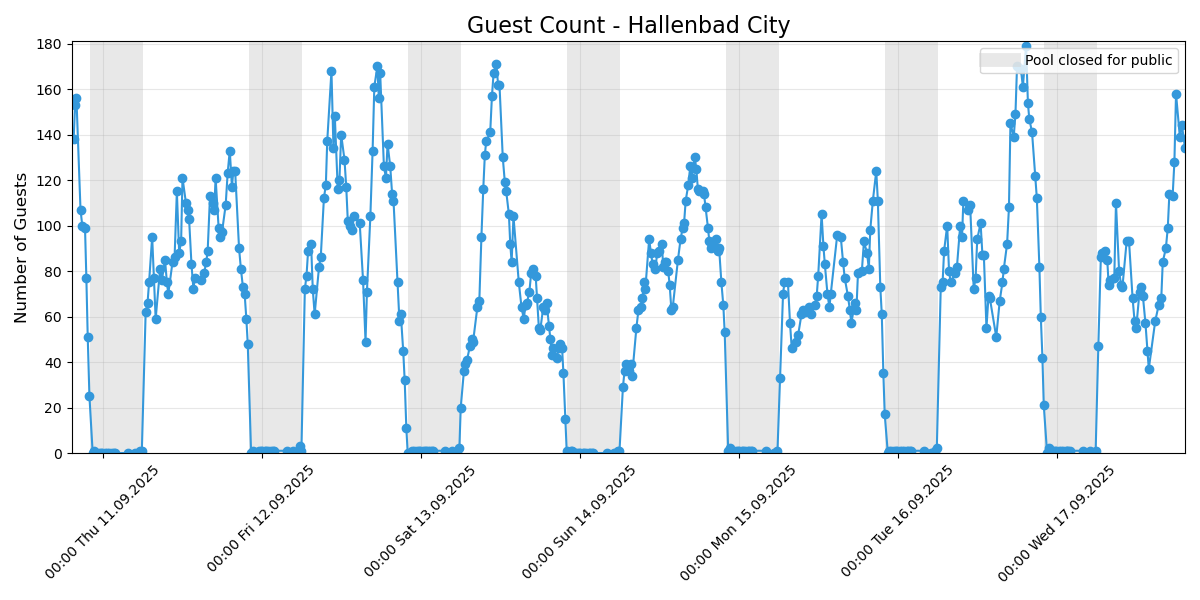 Guest Count - Hallenbad City
Pool closed for public
Number of Guests
180
160
140
120
100
80
60
40
20
0
00:00 Thu 11.09.2025
00:00 Fri 12.09.2025
00:00 Sat 13.09.2025
00:00 Sun 14.09.2025
00:00 Mon 15.09.2025
00:00 Tue 16.09.2025
00:00 Wed 17.09.2025